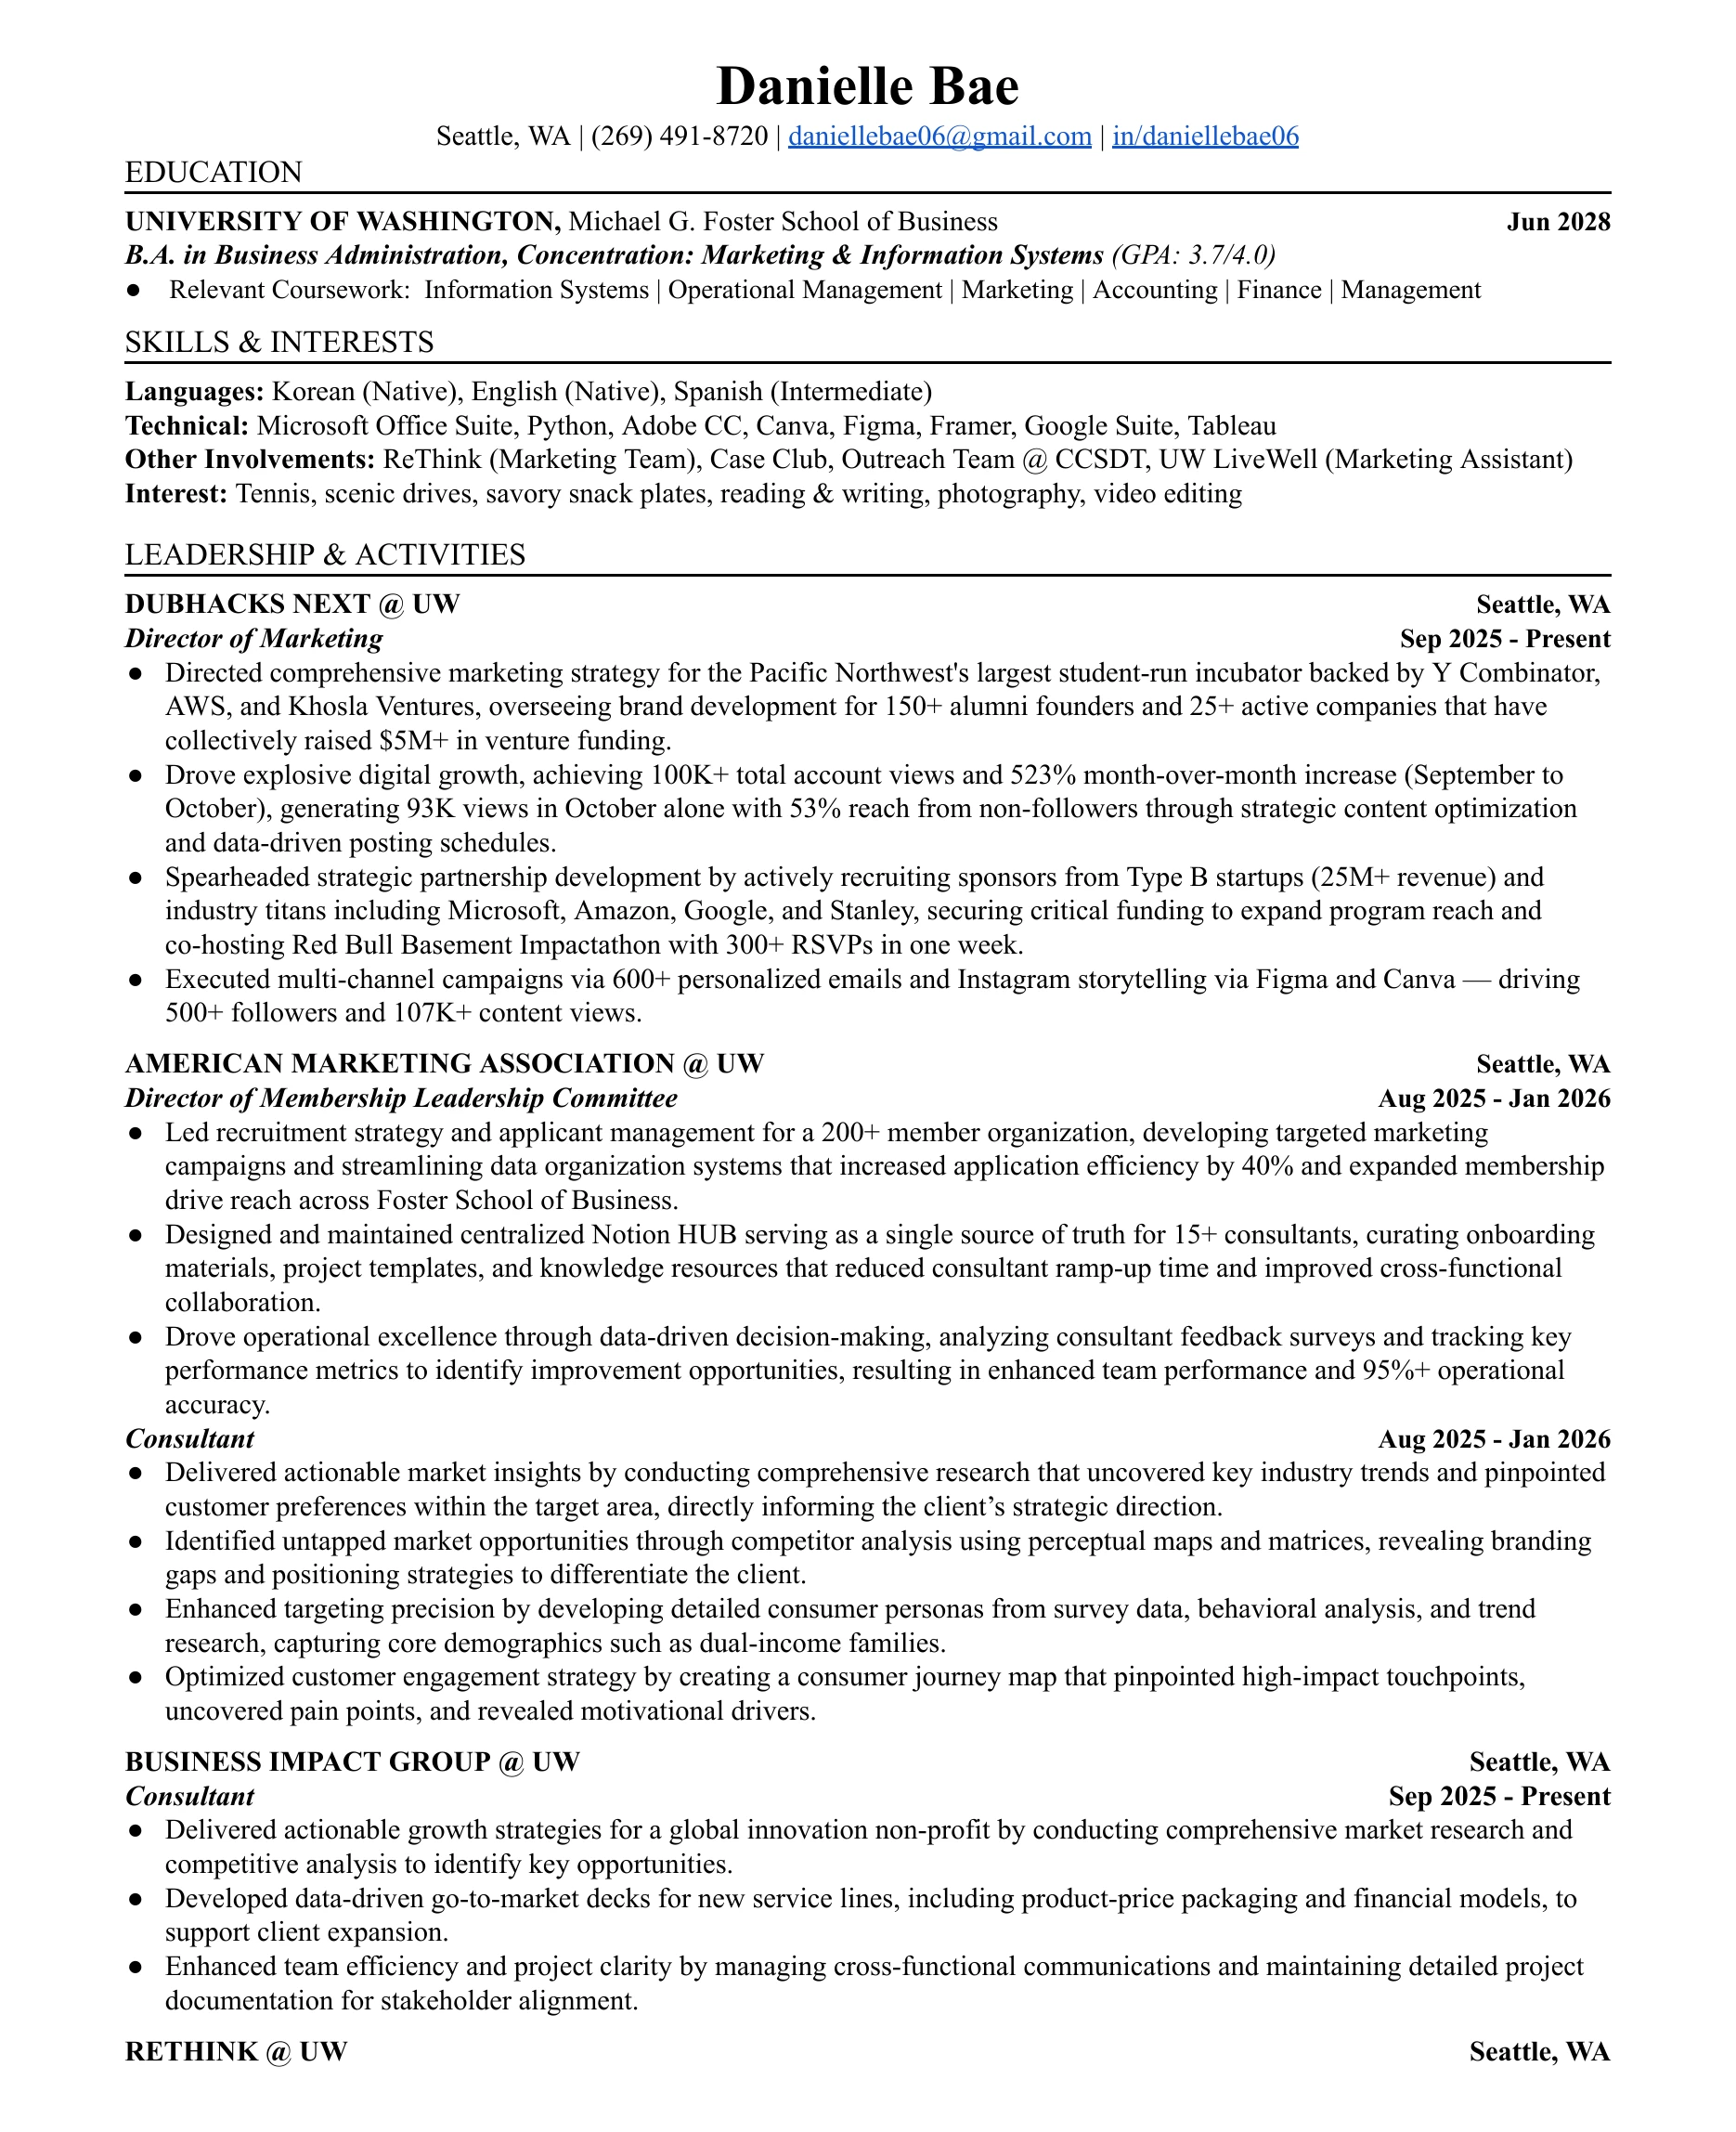 Danielle Bae
Seattle, WA | (269) 491-8720 | daniellebae06@gmail.com | in/daniellebae06
EDUCATION
UNIVERSITY OF WASHINGTON, Michael G. Foster School of Business Jun 2028
B.A. in Business Administration, Concentration: Marketing & Information Systems (GPA: 3.7/4.0)
● Relevant Coursework: Information Systems | Operational Management | Marketing | Accounting | Finance | Management
SKILLS & INTERESTS
Languages: Korean (Native), English (Native), Spanish (Intermediate)
Technical: Microsoft Office Suite, Python, Adobe CC, Canva, Figma, Framer, Google Suite, Tableau
Other Involvements: ReThink (Marketing Team), Case Club, Outreach Team @ CCSDT, UW LiveWell (Marketing Assistant)
Interest: Tennis, scenic drives, savory snack plates, reading & writing, photography, video editing
LEADERSHIP & ACTIVITIES
DUBHACKS NEXT @ UW Seattle, WA
Director of Marketing Sep 2025 - Present
● Directed comprehensive marketing strategy for the Pacific Northwest's largest student-run incubator backed by Y Combinator,
AWS, and Khosla Ventures, overseeing brand development for 150+ alumni founders and 25+ active companies that have
collectively raised $5M+ in venture funding.
● Drove explosive digital growth, achieving 100K+ total account views and 523% month-over-month increase (September to
October), generating 93K views in October alone with 53% reach from non-followers through strategic content optimization
and data-driven posting schedules.
● Spearheaded strategic partnership development by actively recruiting sponsors from Type B startups (25M+ revenue) and
industry titans including Microsoft, Amazon, Google, and Stanley, securing critical funding to expand program reach and
co-hosting Red Bull Basement Impactathon with 300+ RSVPs in one week.
● Executed multi-channel campaigns via 600+ personalized emails and Instagram storytelling via Figma and Canva — driving
500+ followers and 107K+ content views.
AMERICAN MARKETING ASSOCIATION @ UW Seattle, WA
Director of Membership Leadership Committee Aug 2025 - Jan 2026
● Led recruitment strategy and applicant management for a 200+ member organization, developing targeted marketing
campaigns and streamlining data organization systems that increased application efficiency by 40% and expanded membership
drive reach across Foster School of Business.
● Designed and maintained centralized Notion HUB serving as a single source of truth for 15+ consultants, curating onboarding
materials, project templates, and knowledge resources that reduced consultant ramp-up time and improved cross-functional
collaboration.
● Drove operational excellence through data-driven decision-making, analyzing consultant feedback surveys and tracking key
performance metrics to identify improvement opportunities, resulting in enhanced team performance and 95%+ operational
accuracy.
Consultant Aug 2025 - Jan 2026
● Delivered actionable market insights by conducting comprehensive research that uncovered key industry trends and pinpointed
customer preferences within the target area, directly informing the client’s strategic direction.
● Identified untapped market opportunities through competitor analysis using perceptual maps and matrices, revealing branding
gaps and positioning strategies to differentiate the client.
● Enhanced targeting precision by developing detailed consumer personas from survey data, behavioral analysis, and trend
research, capturing core demographics such as dual-income families.
● Optimized customer engagement strategy by creating a consumer journey map that pinpointed high-impact touchpoints,
uncovered pain points, and revealed motivational drivers.
BUSINESS IMPACT GROUP @ UW Seattle, WA
Consultant Sep 2025 - Present
● Delivered actionable growth strategies for a global innovation non-profit by conducting comprehensive market research and
competitive analysis to identify key opportunities.
● Developed data-driven go-to-market decks for new service lines, including product-price packaging and financial models, to
support client expansion.
● Enhanced team efficiency and project clarity by managing cross-functional communications and maintaining detailed project
documentation for stakeholder alignment.
RETHINK @ UW Seattle, WA